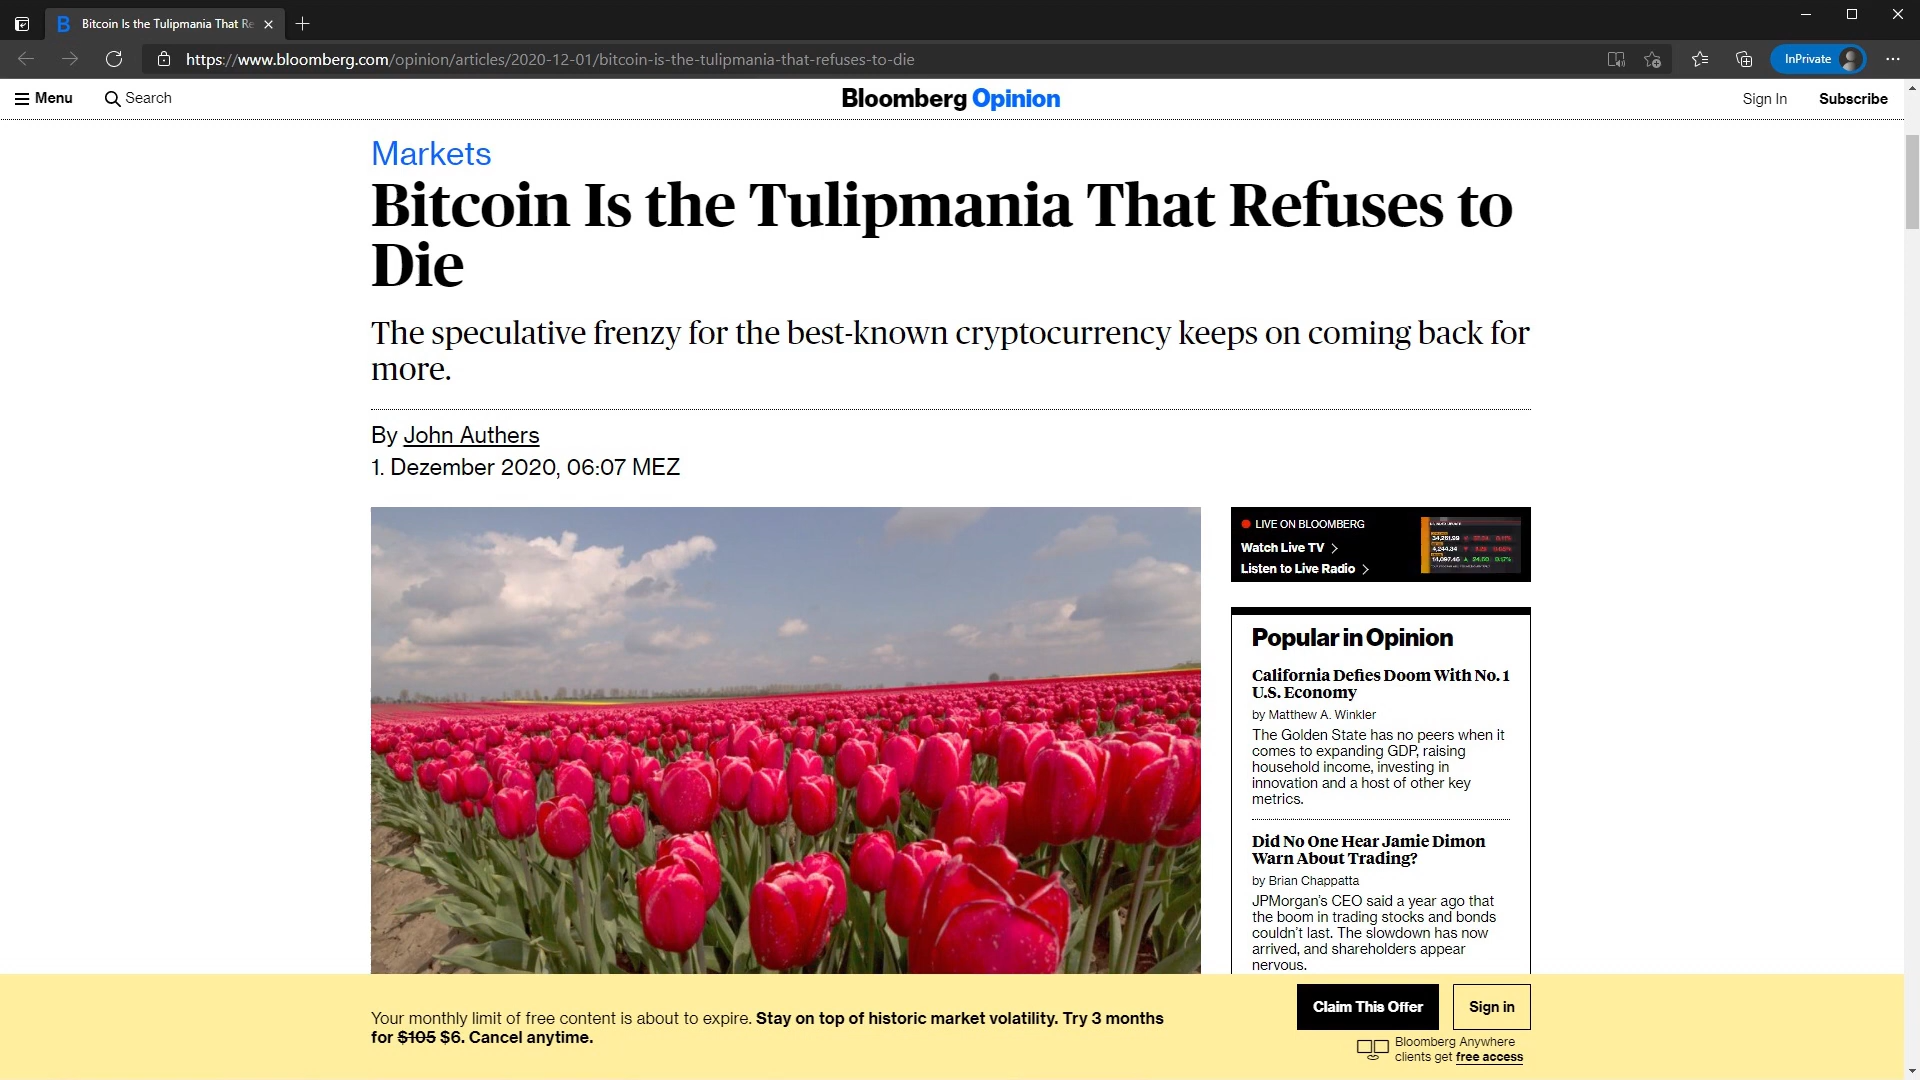 Bitcoin Is the Tulipmania That Re
https://www.bloomberg.com/opinion/articles/2020-12-01/bitcoin-is-the-tulipmania-that-refuses-to-die
InPrivate
Menu
Search
Bloomberg Opinion
Sign In
Subscribe
Markets
Bitcoin Is the Tulipmania That Refuses to
Die
The speculative frenzy for the best-known cryptocurrency keeps on coming back for
more.
By John Authers
1. Dezember 2020, 06:07 MEZ
LIVE ON BLOOMBERG
Watch Live TV
Listen to Live Radio
Popular in Opinion
California Defies Doom With No. 1
U.S. Economy
by Matthew A. Winkler
The Golden State has no peers when it
comes to expanding GDP, raising
household income, investing in
innovation and a host of other key
metrics.
Did No One Hear Jamie Dimon
Warn About Trading?
by Brian Chappatta
JPMorgan's CEO said a year ago that
the boom in trading stocks and bonds
couldn't last. The slowdown has now
arrived, and shareholders appear
nervous.
Your monthly limit of free content is about to expire. Stay on top of historic market volatility. Try 3 months
for $105 $6. Cancel anytime.
Claim This Offer
Sign in
Bloomberg Anywhere
clients get free access